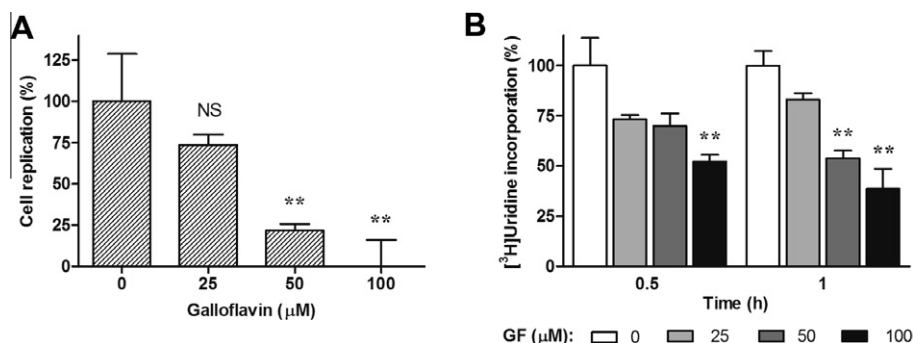 A
Cell replication (%)
125
100
75
50
25
0
NS
**
**
0 25 50 100
Galloflavin (μM)
B
[³H]Uridine incorporation (%)
100
75
50
25
0
**
**
**
0.5 1
Time (h)
GF (μM): 0 25 50 100